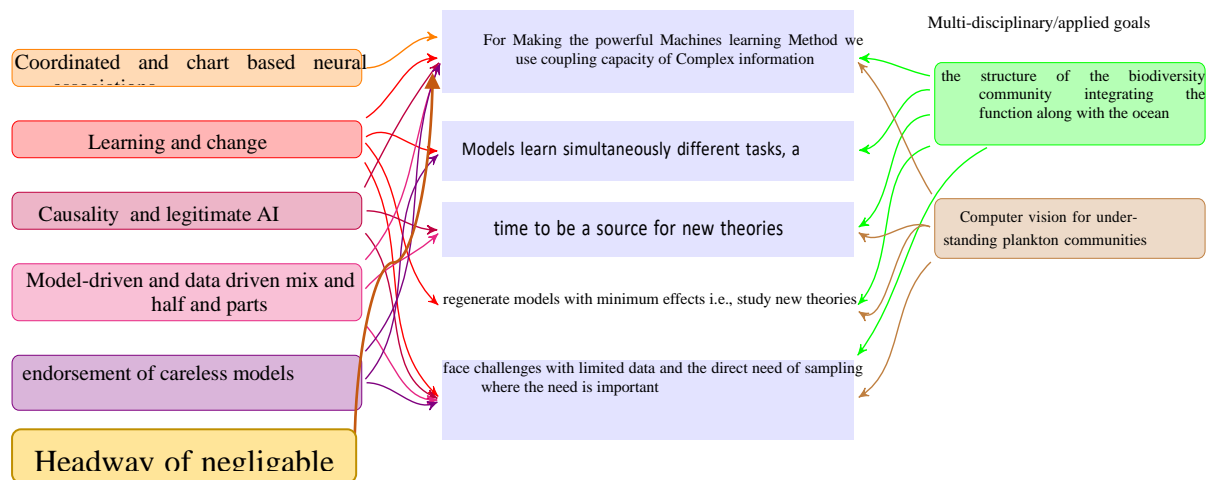 Coordinated and chart based neural
associations
Learning and change
Causality and legitimate AI
Model-driven and data driven mix and
half and parts
endorsement of careless models
Headway of negligable
For Making the powerful Machines learning Method we
use coupling capacity of Complex information
Models learn simultaneously different tasks, a
time to be a source for new theories
regenerate models with minimum effects i.e., study new theories
face challenges with limited data and the direct need of sampling
where the need is important
Multi-disciplinary/applied goals
the structure of the biodiversity
community integrating the
function along with the ocean
Computer vision for under-
standing plankton communities